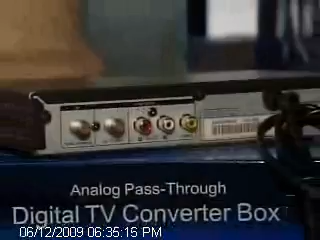 Analog Pass-Through
Digital TV Converter Box
06/12/2009 06:35:15 PM